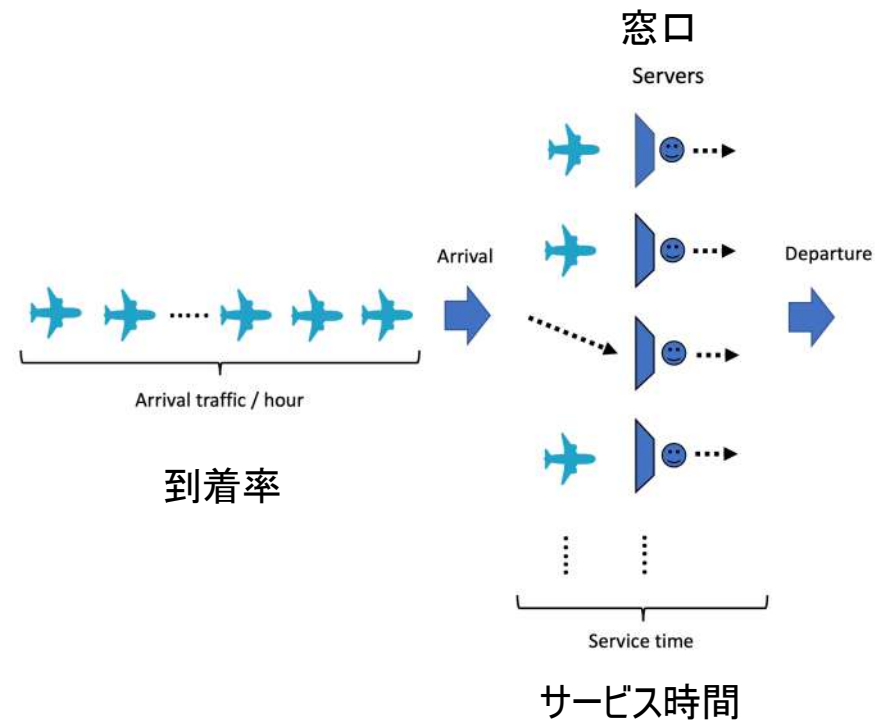 窓口
Servers
Arrival
Departure
Arrival traffic / hour
到着率
Service time
サービス時間